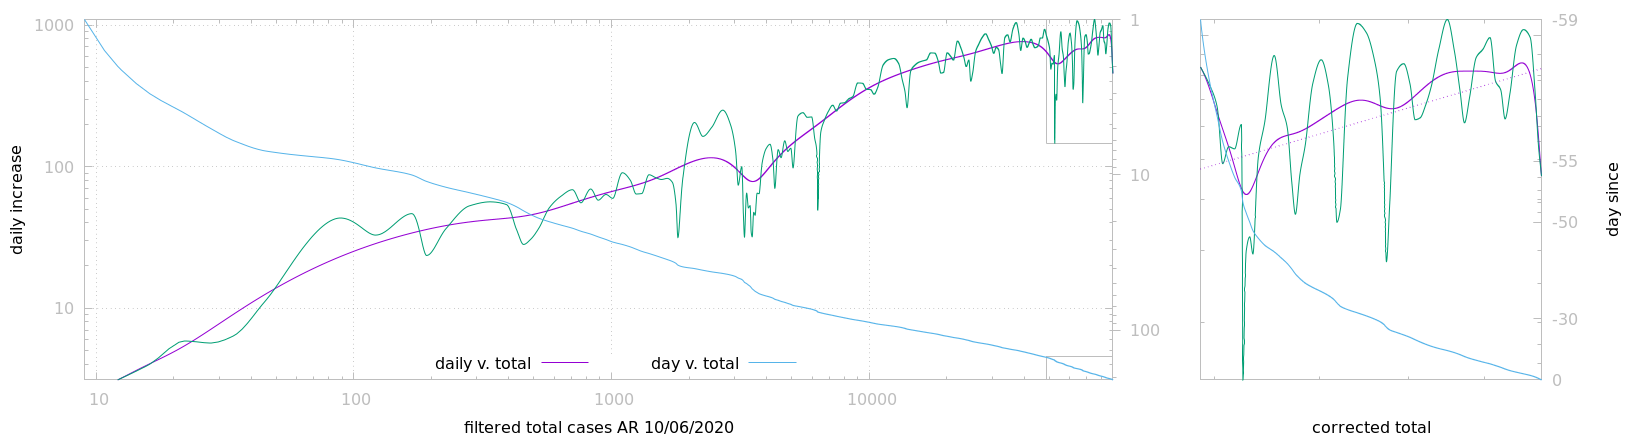 1000
100
10
daily increase
10
100
1000
10000
filtered total cases AR 10/06/2020
daily v. total
day v. total
1
10
100
-59
-55
-50
-30
0
day since
corrected total